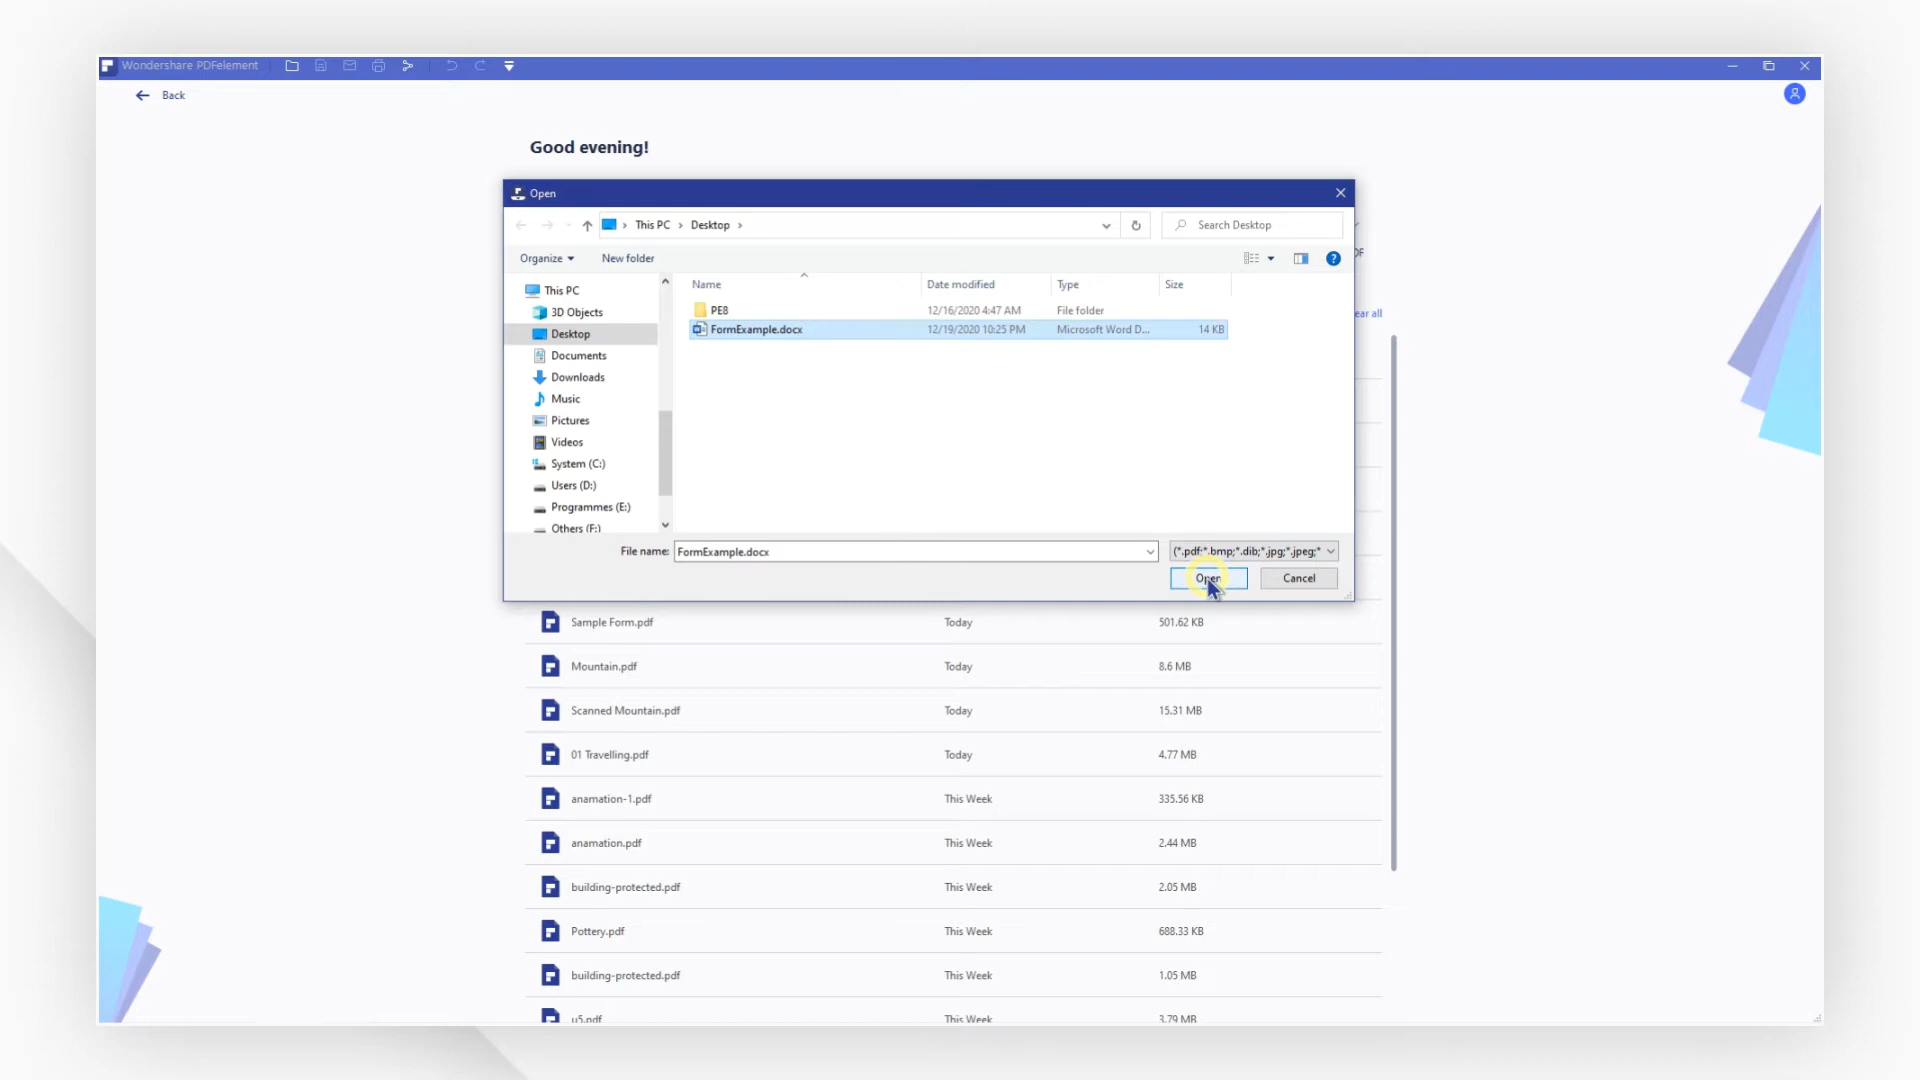 Wondershare PDFelement
Back
Good evening!
Open
This PC > Desktop >
Search Desktop
Organize
New folder
?
Name
Date modified
Type
Size
This PC
3D Objects
Desktop
Documents
Downloads
Music
Pictures
Videos
System (C:)
Users (D:)
Programmes (E:)
Others (F:)
PE8
12/16/2020 4:47 AM
File folder
FormExample.docx
12/19/2020 10:25 PM
Microsoft Word D...
14 KB
ear all
File name:
FormExample.docx
(*.pdf;*.bmp;*.dib;*.jpg;*.jpeg;*
Open
Cancel
Sample Form.pdf Today 501.62 KB
Mountain.pdf Today 8.6 MB
Scanned Mountain.pdf Today 15.31 MB
01 Travelling.pdf Today 4.77 MB
anamation-1.pdf This Week 335.56 KB
anamation.pdf This Week 2.44 MB
building-protected.pdf This Week 2.05 MB
Pottery.pdf This Week 688.33 KB
building-protected.pdf This Week 1.05 MB
u5.pdf This Week 3.79 MB